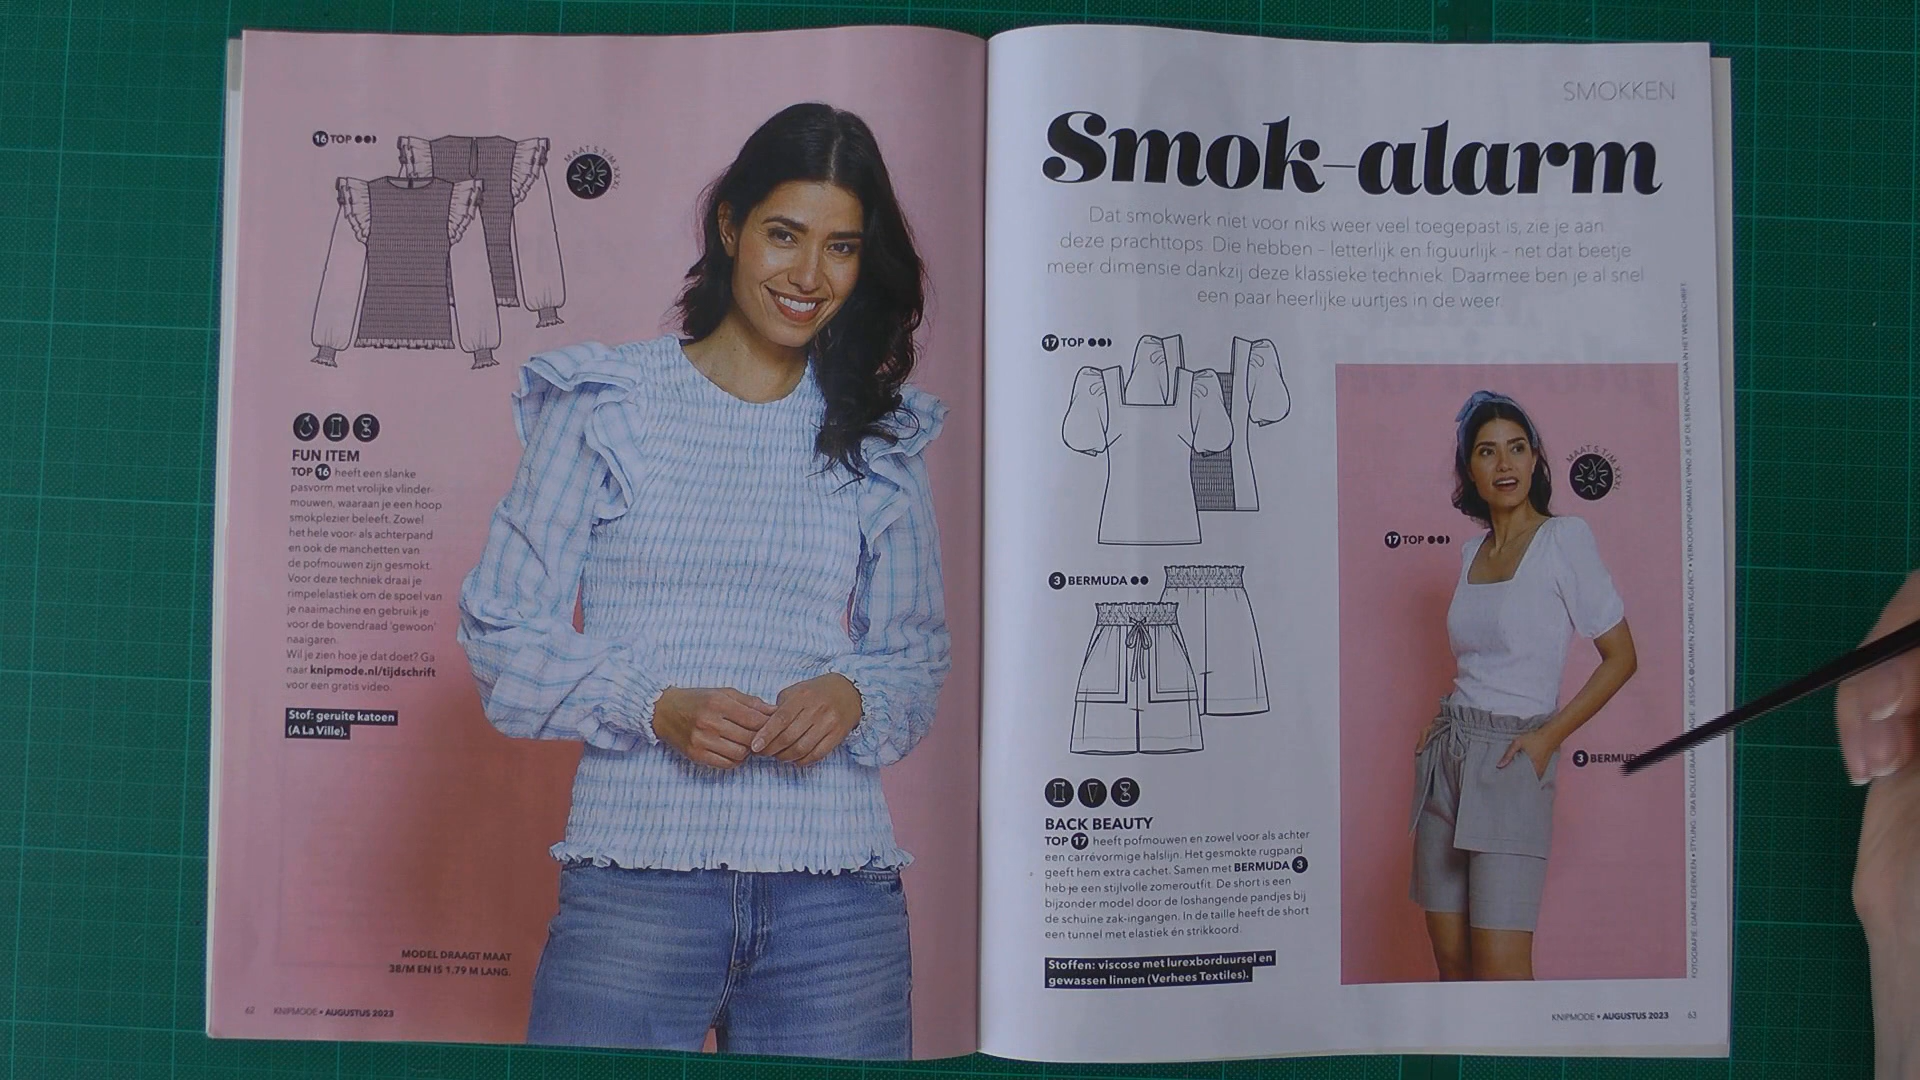 16 TOP
MAAT S T/M XXXL
FUN ITEM
TOP 16 heeft een slanke
pasvorm met vrolijke vlinder-
mouwen, waaraan je een hoop
smokplezier beleeft. Zowel
het hele voor- als achterpand
en ook de manchetten van
de pofmouwen zijn gesmokt.
Voor deze techniek draai je
rimpelelastiek om de spoel van
je naaimachine en gebruik je
voor de bovendraad 'gewoon'
naaigaren.
Wil je zien hoe je dat doet? Ga
naar knipmode.nl/tijdschrift
voor een gratis video.
Stof: geruite katoen
(A La Ville).
MODEL DRAAGT MAAT
38/M EN IS 1.79 M LANG.
62 KNIPMODE • AUGUSTUS 2023
SMOKKEN
Smok-alarm
Dat smokwerk niet voor niks weer veel toegepast is, zie je aan
deze prachttops. Die hebben – letterlijk en figuurlijk – net dat beetje
meer dimensie dankzij deze klassieke techniek. Daarmee ben je al snel
een paar heerlijke uurtjes in de weer.
17 TOP
3 BERMUDA
BACK BEAUTY
TOP 17 heeft pofmouwen en zowel voor als achter
een carrévormige halslijn. Het gesmokte rugpand
geeft hem extra cachet. Samen met BERMUDA 3
heb je een stijlvolle zomeroutfit. De short is een
bijzonder model door de loshangende pandjes bij
de schuine zak-ingangen. In de taille heeft de short
een tunnel met elastiek én strikkoord.
Stoffen: viscose met lurexborduursel en
gewassen linnen (Verhees Textiles).
MAAT S T/M XXXL
17 TOP
3 BERMUD
KNIPMODE • AUGUSTUS 2023 63